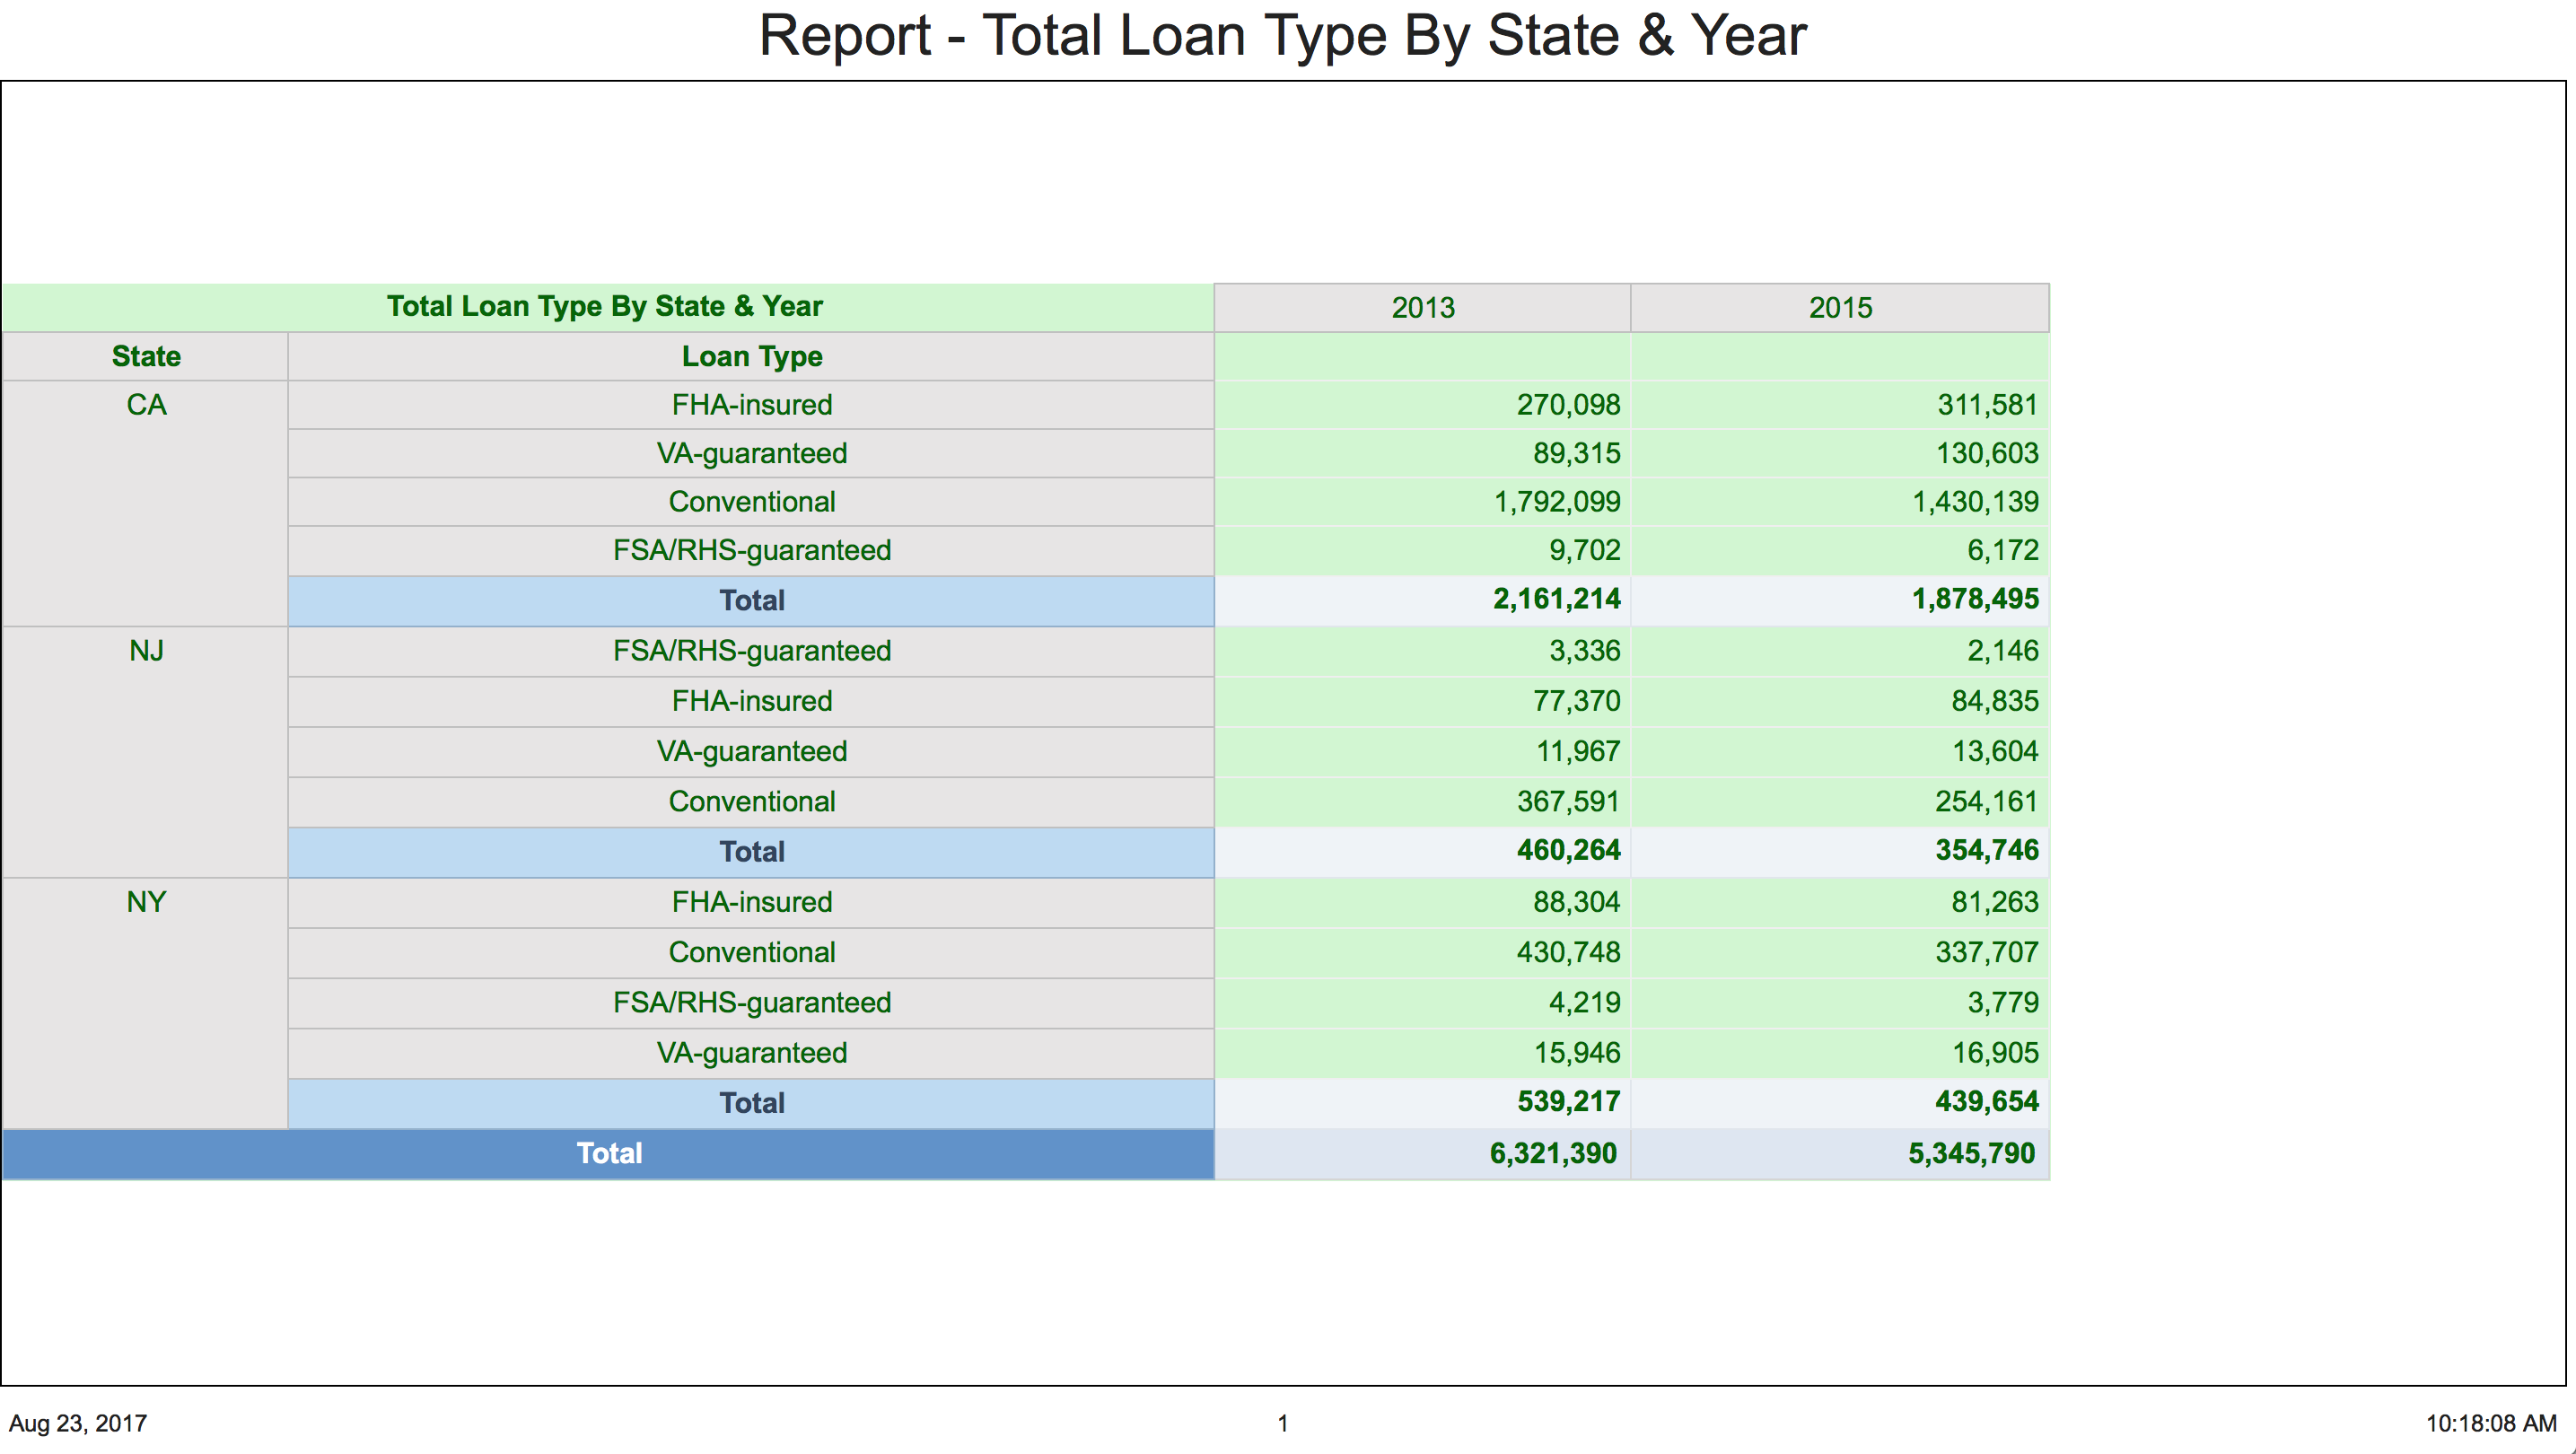 Report - Total Loan Type By State & Year
Total Loan Type By State & Year 2013 2015
State Loan Type
CA FHA-insured 270,098 311,581
VA-guaranteed 89,315 130,603
Conventional 1,792,099 1,430,139
FSA/RHS-guaranteed 9,702 6,172
Total 2,161,214 1,878,495
NJ FSA/RHS-guaranteed 3,336 2,146
FHA-insured 77,370 84,835
VA-guaranteed 11,967 13,604
Conventional 367,591 254,161
Total 460,264 354,746
NY FHA-insured 88,304 81,263
Conventional 430,748 337,707
FSA/RHS-guaranteed 4,219 3,779
VA-guaranteed 15,946 16,905
Total 539,217 439,654
Total 6,321,390 5,345,790
Aug 23, 2017 1 10:18:08 AM